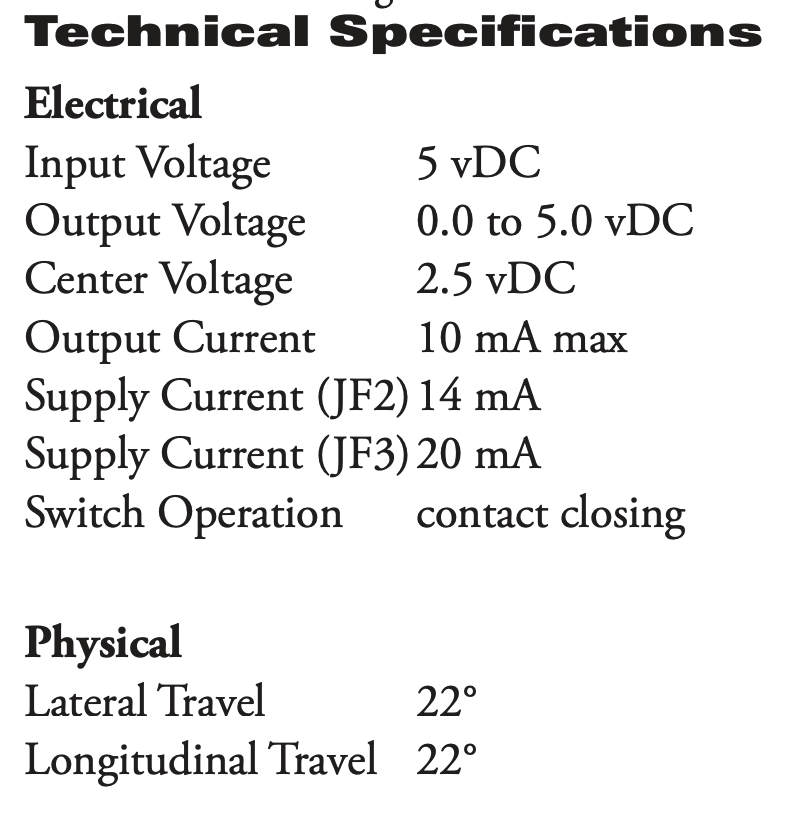 Technical Specifications
Electrical
Input Voltage 5 vDC
Output Voltage 0.0 to 5.0 vDC
Center Voltage 2.5 vDC
Output Current 10 mA max
Supply Current (JF2) 14 mA
Supply Current (JF3) 20 mA
Switch Operation contact closing
Physical
Lateral Travel 22°
Longitudinal Travel 22°